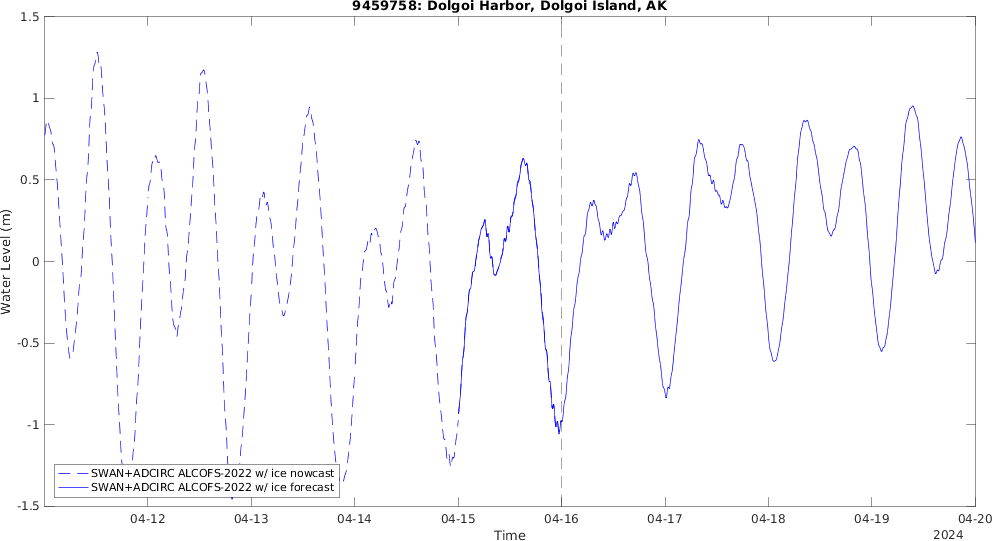 9459758: Dolgoi Harbor, Dolgoi Island, AK
1.5
1
0.5
0
-0.5
-1
-1.5
Water Level (m)
SWAN+ADCIRC ALCOFS-2022 w/ ice nowcast
SWAN+ADCIRC ALCOFS-2022 w/ ice forecast
04-12 04-13 04-14 04-15 04-16 04-17 04-18 04-19 04-20
Time
2024